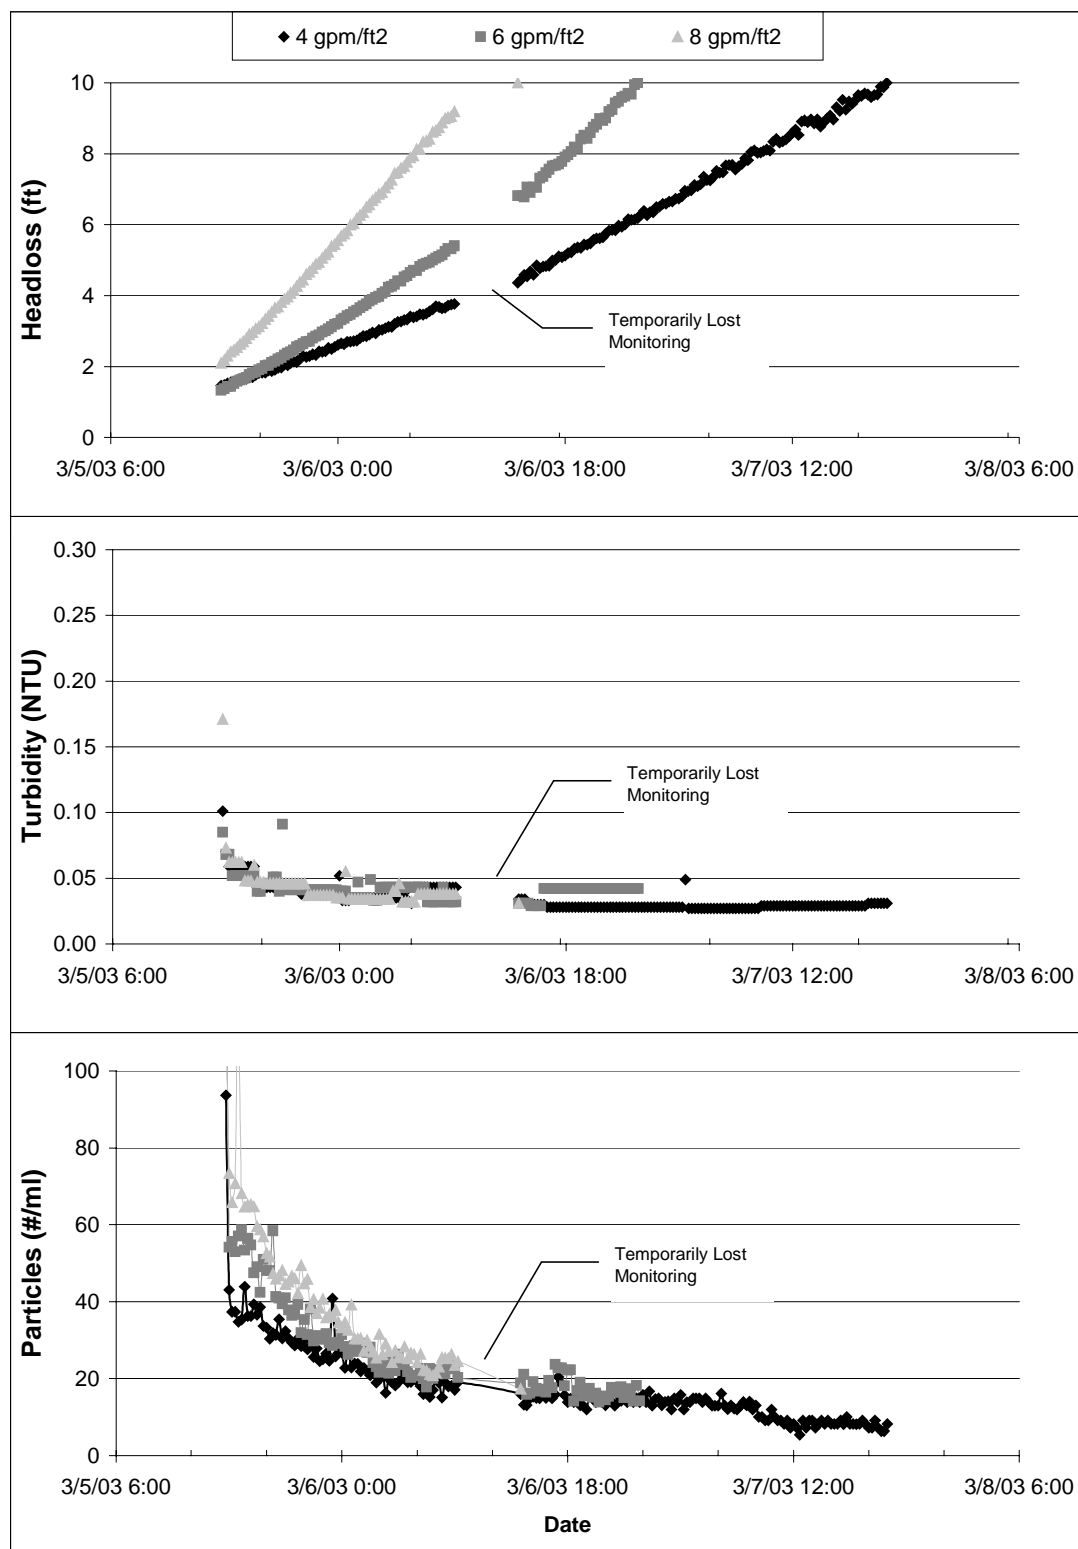 4 gpm/ft2 6 gpm/ft2 8 gpm/ft2
Headloss (ft)
10
8
6
4
2
0
Temporarily Lost
Monitoring
3/5/03 6:00 3/6/03 0:00 3/6/03 18:00 3/7/03 12:00 3/8/03 6:00
Turbidity (NTU)
0.30
0.25
0.20
0.15
0.10
0.05
0.00
Temporarily Lost
Monitoring
3/5/03 6:00 3/6/03 0:00 3/6/03 18:00 3/7/03 12:00 3/8/03 6:00
Particles (#/ml)
100
80
60
40
20
0
Temporarily Lost
Monitoring
3/5/03 6:00 3/6/03 0:00 3/6/03 18:00 3/7/03 12:00 3/8/03 6:00
Date